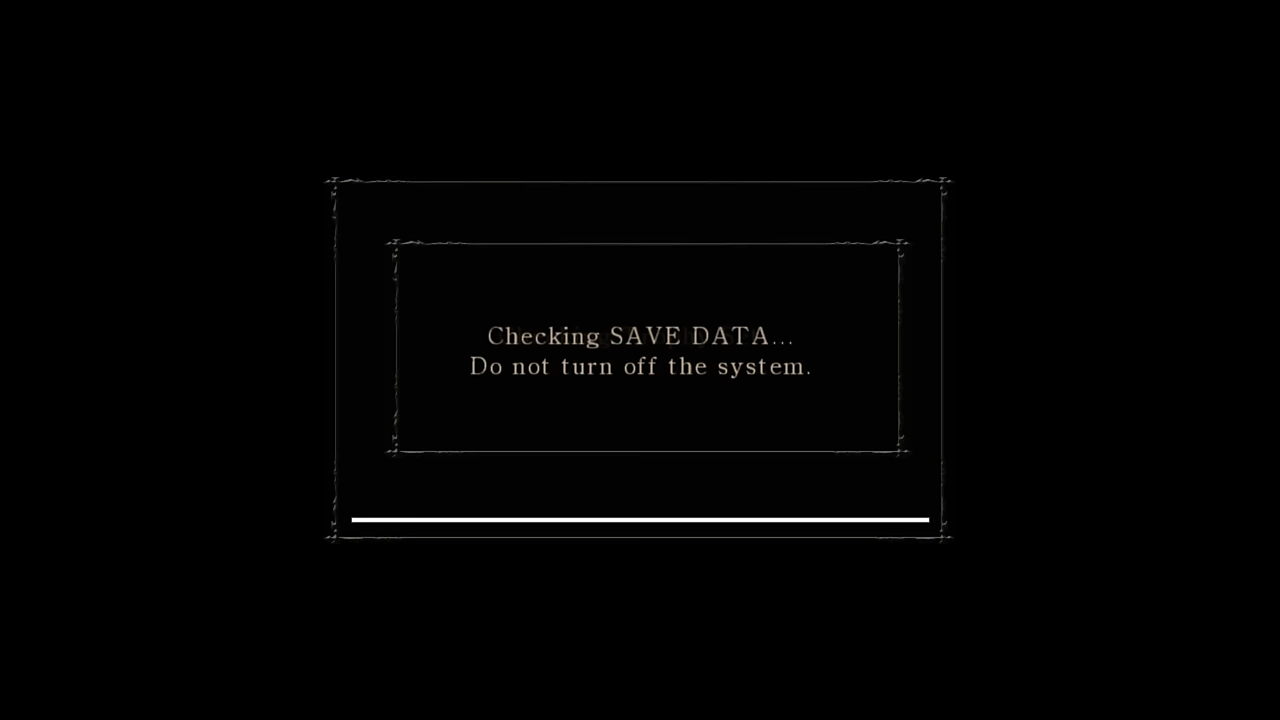 Checking SAVE DATA...
Do not turn off the system.